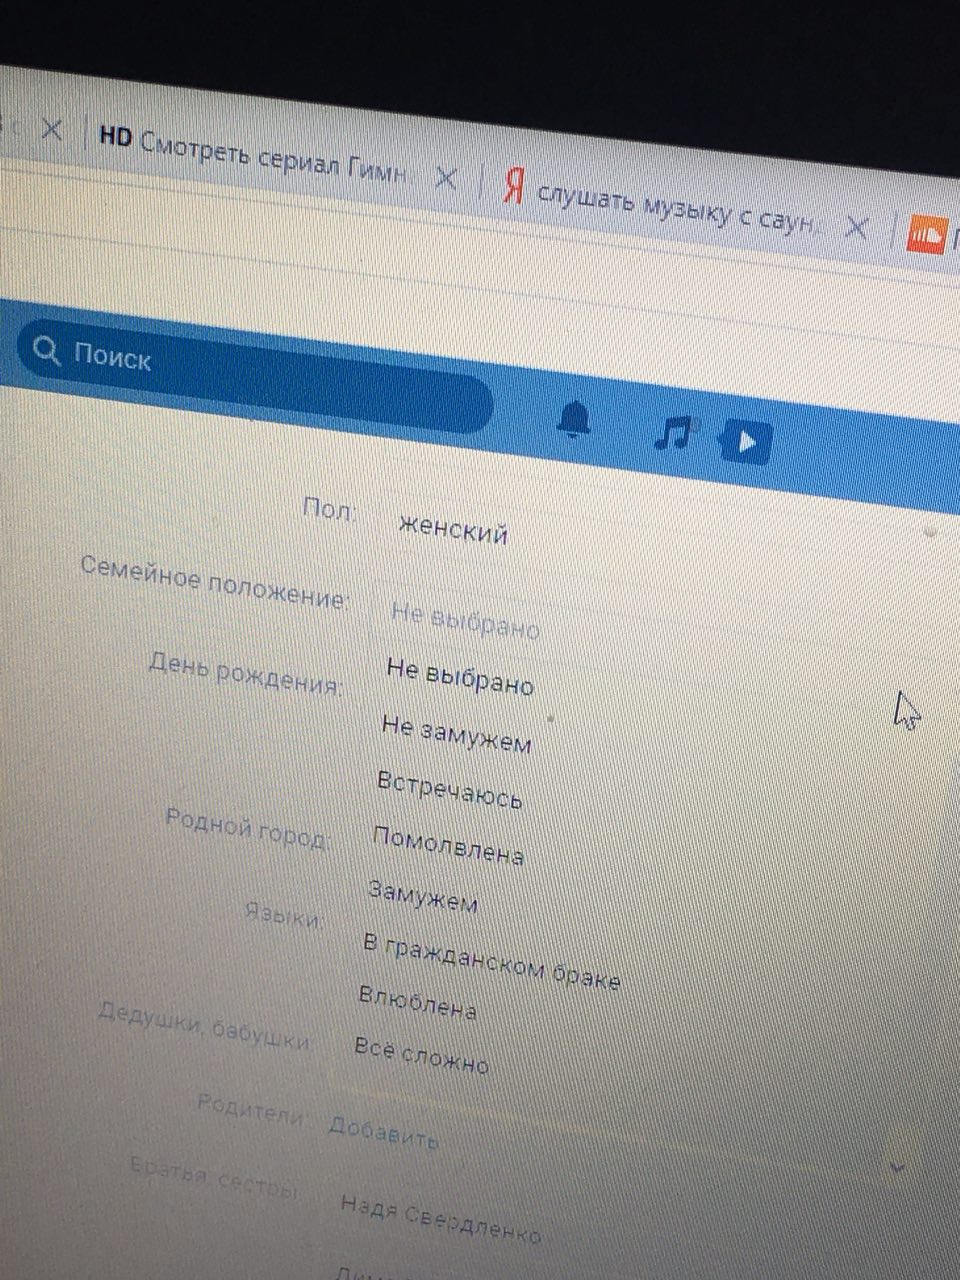 HD Смотреть сериал Гимн
слушать музыку с саун
Поиск
Пол: женский
Семейное положение: Не выбрано
Не выбрано
День рождения:
Не замужем
Встречаюсь
Родной город: Помолвлена
Замужем
Языки:
В гражданском браке
Влюблена
Дедушки, бабушки: Всё сложно
Родители: Добавить
Братья, сестры: Надя Свердленко